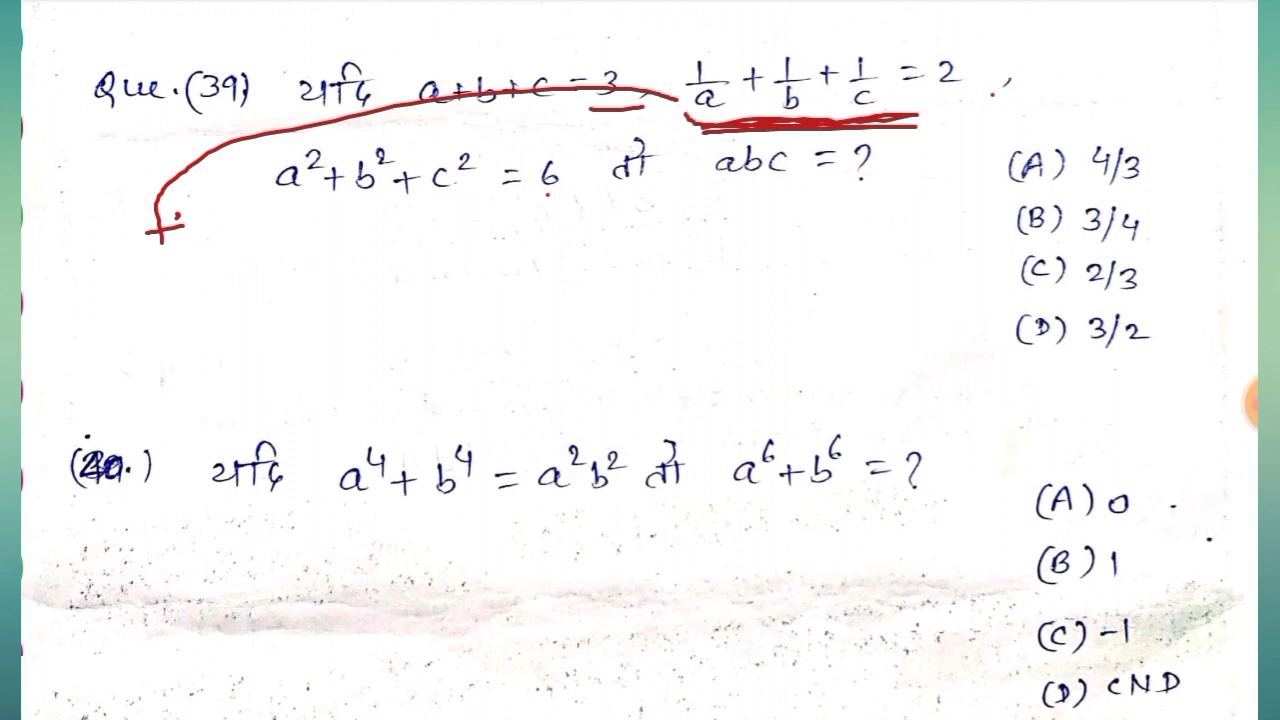 Que.(39) यदि a+b+c = 3, 1/a + 1/b + 1/c = 2,
a²+b²+c² = 6 तो abc = ?
(A) 4/3
(B) 3/4
(C) 2/3
(D) 3/2
(40.) यदि a⁴+b⁴ = a²b² तो a⁶+b⁶ = ?
(A) 0
(B) 1
(C) -1
(D) CND